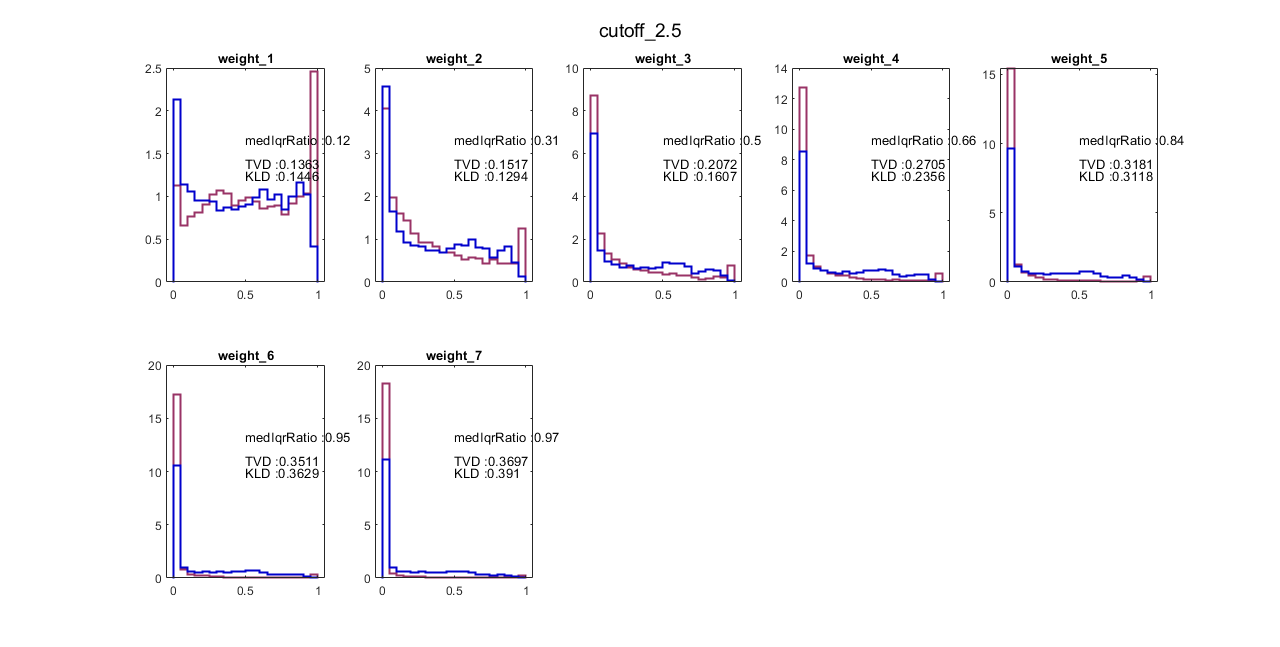 cutoff_2.5
weight_1
2.5
2
1.5
1
0.5
0
0
0.5
1
medIqrRatio :0.12
TVD :0.1363
KLD :0.1446
weight_2
5
4
3
2
1
0
0
0.5
1
medIqrRatio :0.31
TVD :0.1517
KLD :0.1294
weight_3
10
8
6
4
2
0
0
0.5
1
medIqrRatio :0.5
TVD :0.2072
KLD :0.1607
weight_4
14
12
10
8
6
4
2
0
0
0.5
1
medIqrRatio :0.66
TVD :0.2705
KLD :0.2356
weight_5
15
10
5
0
0
0.5
1
medIqrRatio :0.84
TVD :0.3181
KLD :0.3118
weight_6
20
15
10
5
0
0
0.5
1
medIqrRatio :0.95
TVD :0.3511
KLD :0.3629
weight_7
20
15
10
5
0
0
0.5
1
medIqrRatio :0.97
TVD :0.3697
KLD :0.391